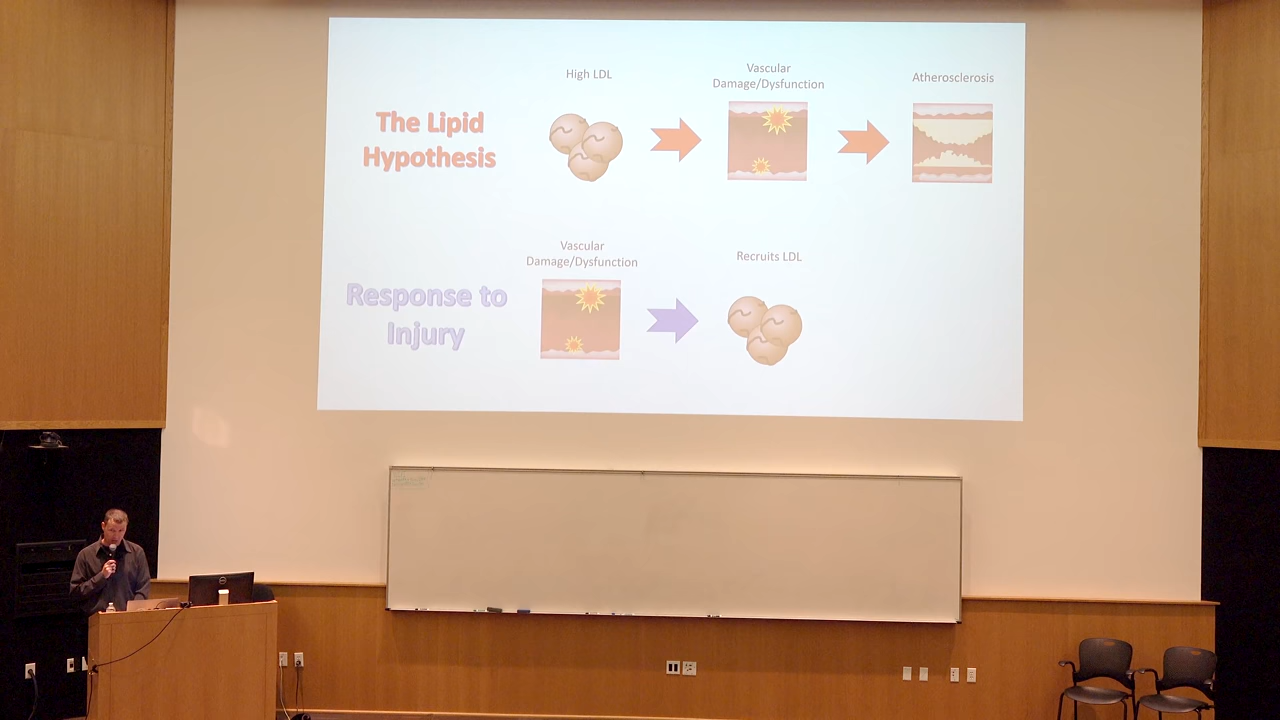 High LDL
Vascular
Damage/Dysfunction
Atherosclerosis
The Lipid
Hypothesis
Vascular
Damage/Dysfunction
Recruits LDL
Response to
Injury